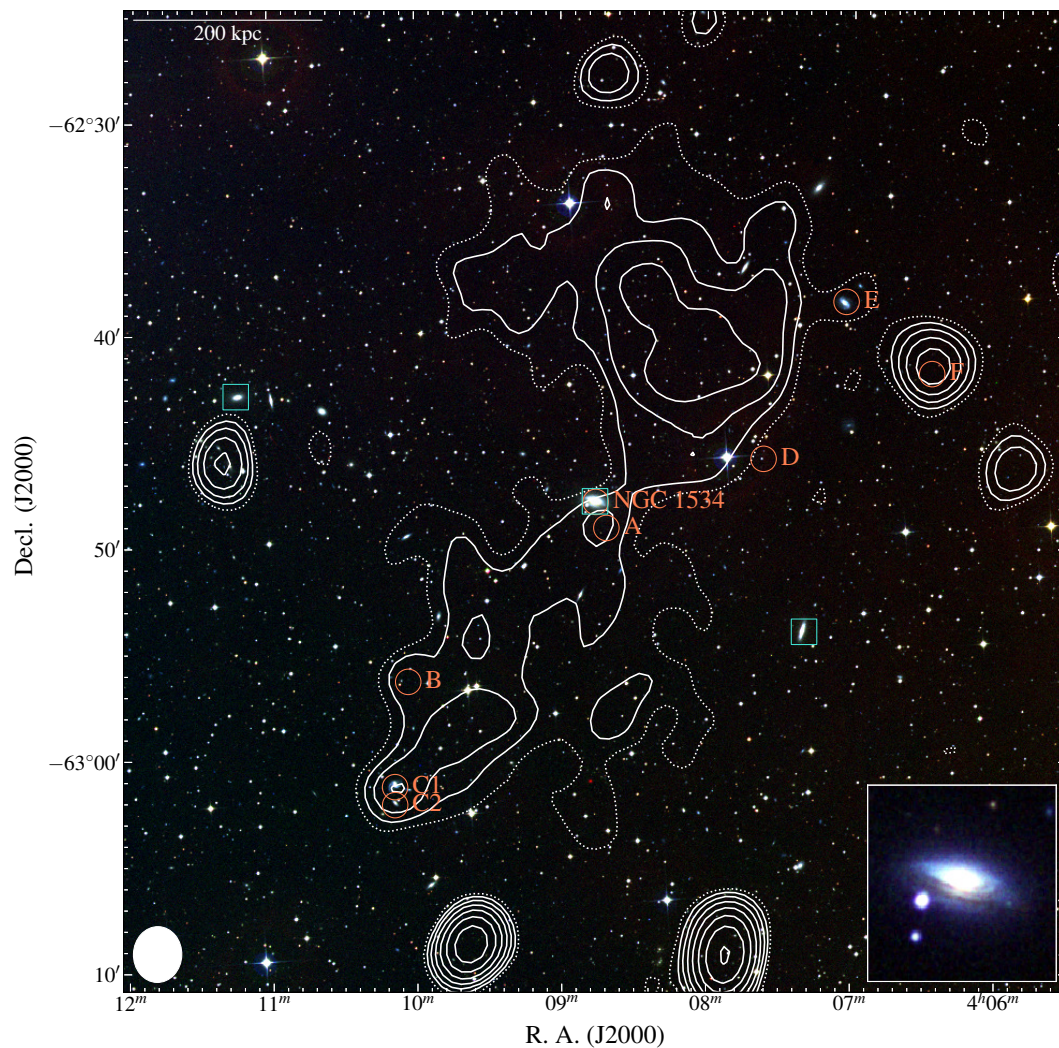 200 kpc
−62°30′
E
40′
F
D
Decl. (J2000)
NGC 1534
A
50′
B
−63°00′
C1
C2
10′
12ᵐ
11ᵐ
10ᵐ
09ᵐ
08ᵐ
07ᵐ
4ʰ06ᵐ
R. A. (J2000)